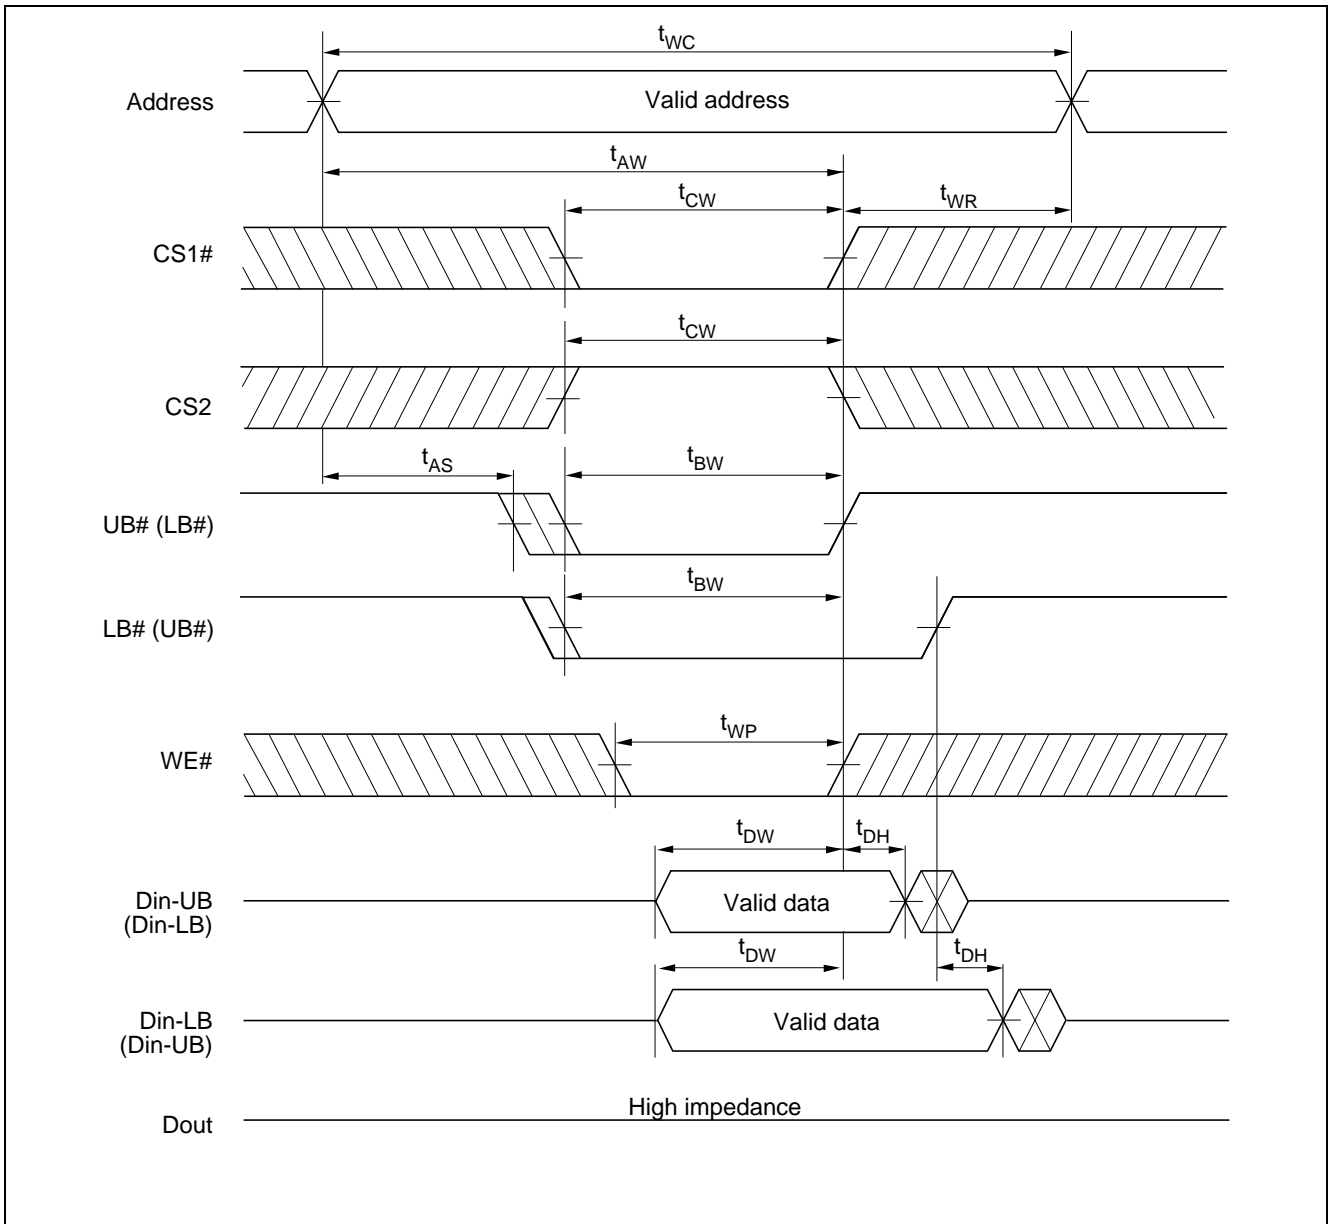 tWC
Address
Valid address
tAW
tCW
tWR
CS1#
tCW
CS2
tAS
tBW
UB# (LB#)
tBW
LB# (UB#)
tWP
WE#
tDW
tDH
Din-UB
(Din-LB)
Valid data
tDW
tDH
Din-LB
(Din-UB)
Valid data
High impedance
Dout